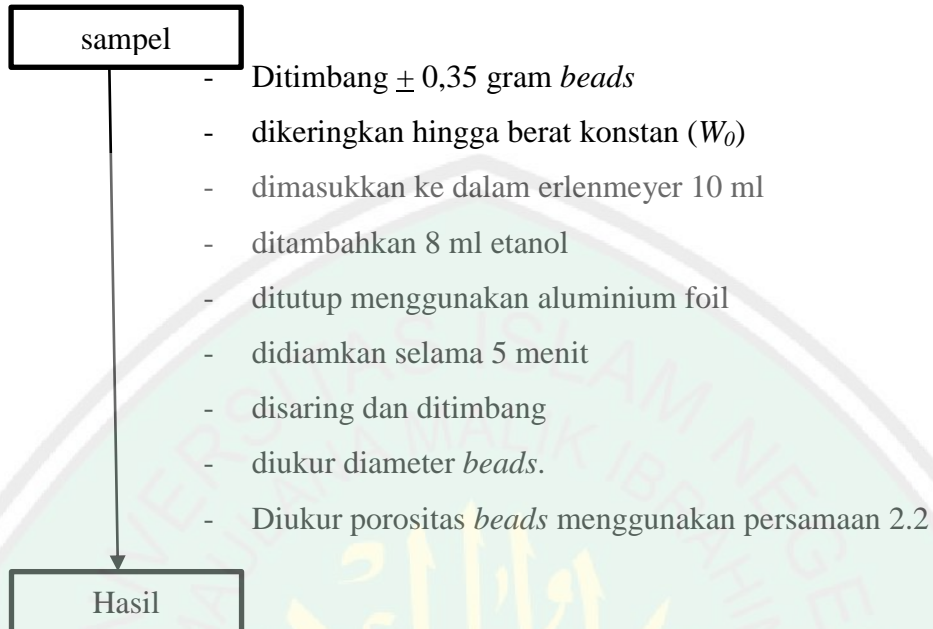 sampel
- Ditimbang ± 0,35 gram beads
- dikeringkan hingga berat konstan (W₀)
- dimasukkan ke dalam erlenmeyer 10 ml
- ditambahkan 8 ml etanol
- ditutup menggunakan aluminium foil
- didiamkan selama 5 menit
- disaring dan ditimbang
- diukur diameter beads.
- Diukur porositas beads menggunakan persamaan 2.2
Hasil